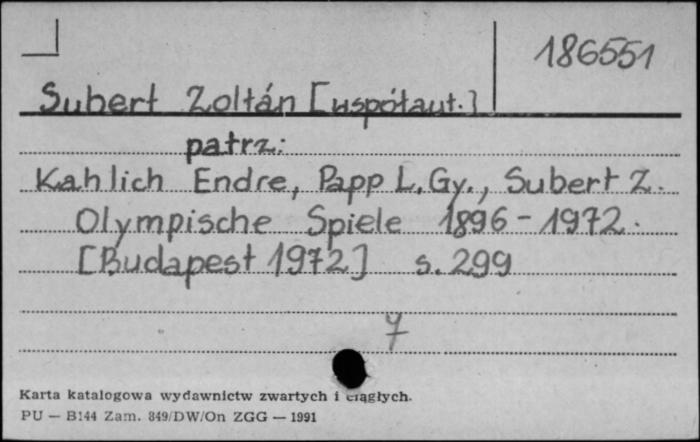 186551
Subert Zoltán [współaut.]
patrz:
Kahlich Endre, Papp L. Gy., Subert Z.
Olympische Spiele 1896-1972.
[Budapest 1972] s. 299
7
Karta katalogowa wydawnictw zwartych i ciągłych.
PU — B144 Zam. 849/DW/On ZGG — 1991